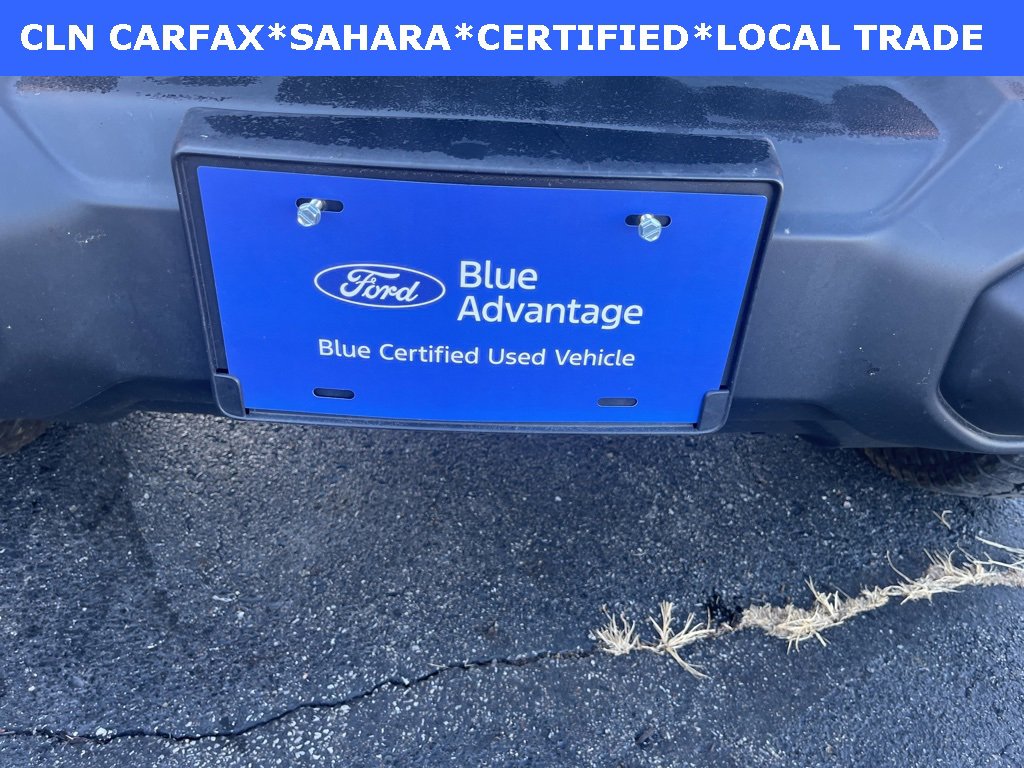 CLN CARFAX*SAHARA*CERTIFIED*LOCAL TRADE
Ford Blue
Advantage
Blue Certified Used Vehicle